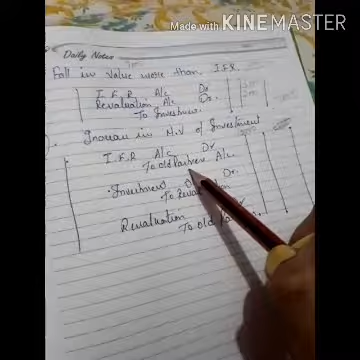 Made with KINEMASTER
Daily Notes
Fall in value more than I.F.R.
I.F.R A/c Dr
Revaluation A/c Dr.
To Investment
Increase in M.V of Investment
I.F.R A/c Dr
To Old Partners A/c
Investment Dr.
To Revaluation
Revaluation
To Old